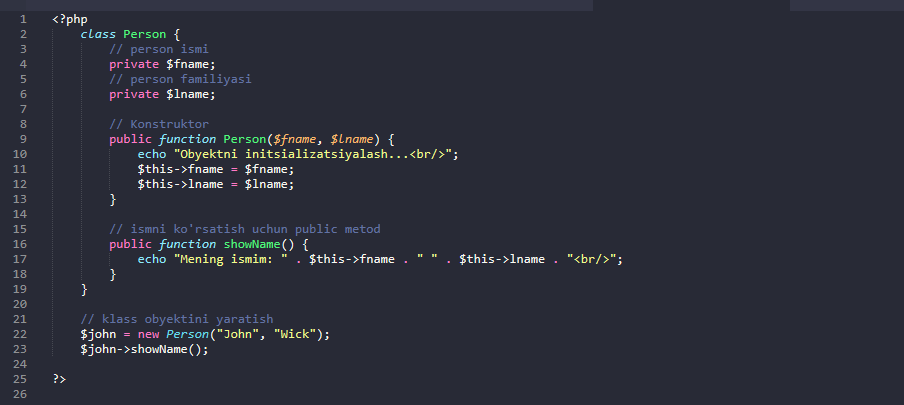 1 <?php
2 class Person {
3 // person ismi
4 private $fname;
5 // person familiyasi
6 private $lname;
7
8 // Konstruktor
9 public function Person($fname, $lname) {
10 echo "Obyektni initsializatsiyalash...<br/>";
11 $this->fname = $fname;
12 $this->lname = $lname;
13 }
14
15 // ismni ko'rsatish uchun public metod
16 public function showName() {
17 echo "Mening ismim: " . $this->fname . " " . $this->lname . "<br/>";
18 }
19 }
20
21 // klass obyektini yaratish
22 $john = new Person("John", "Wick");
23 $john->showName();
24
25 ?>
26